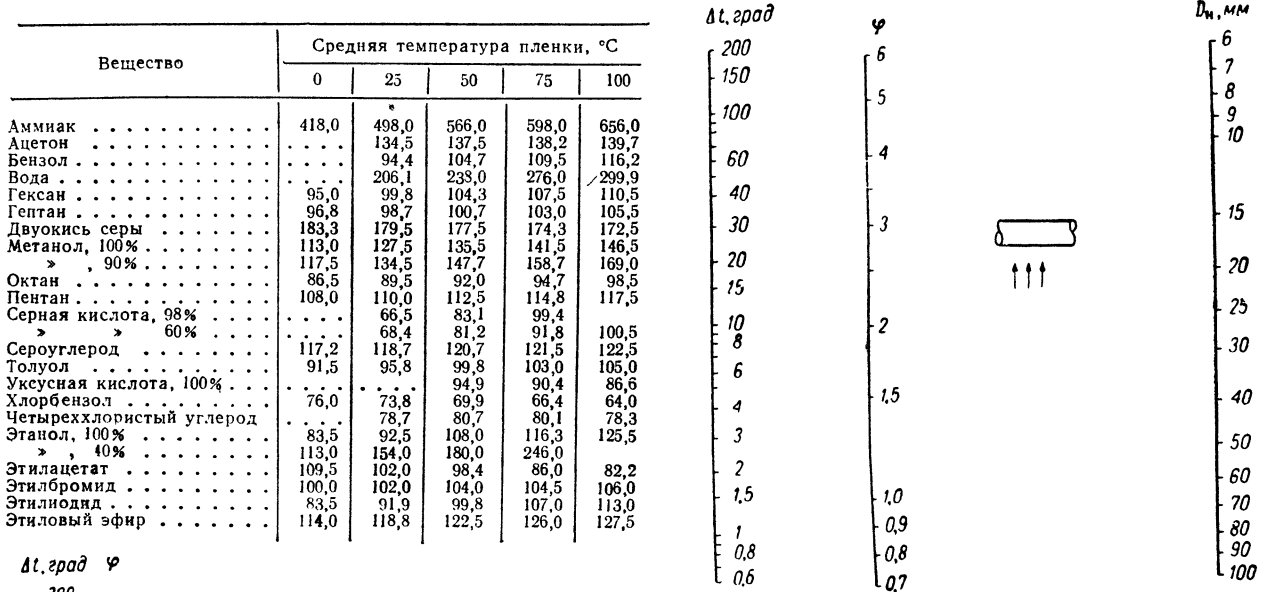 Вещество
Средняя температура пленки, °С
0 25 50 75 100
Аммиак . . . . . . . . . . . . 418,0 498,0 566,0 598,0 656,0
Ацетон . . . . . . . . . . . . . . . . 134,5 137,5 138,2 139,7
Бензол . . . . . . . . . . . . . . . . 94,4 104,7 109,5 116,2
Вода . . . . . . . . . . . . . . . . . 206,1 238,0 276,0 299,9
Гексан . . . . . . . . . . . . 95,0 99,8 104,3 107,5 110,5
Гептан . . . . . . . . . . . . 96,8 98,7 100,7 103,0 105,5
Двуокись серы . . . . . . . . 183,3 179,5 177,5 174,3 172,5
Метанол, 100% . . . . . . . . 113,0 127,5 135,5 141,5 146,5
» , 90% . . . . . . . . 117,5 134,5 147,7 158,7 169,0
Октан . . . . . . . . . . . . 86,5 89,5 92,0 94,7 98,5
Пентан . . . . . . . . . . . . 108,0 110,0 112,5 114,8 117,5
Серная кислота, 98% . . . . . . . . 66,5 83,1 99,4
» » 60% . . . . . . . . 68,4 81,2 91,8 100,5
Сероуглерод . . . . . . . . 117,2 118,7 120,7 121,5 122,5
Толуол . . . . . . . . . . . . 91,5 95,8 99,8 103,0 105,0
Уксусная кислота, 100% . . . . . . . . . . . 94,9 90,4 86,6
Хлорбензол . . . . . . . . . . 76,0 73,8 69,9 66,4 64,0
Четыреххлористый углерод . . . . 78,7 80,7 80,1 78,3
Этанол, 100% . . . . . . . . 83,5 92,5 108,0 116,3 125,5
» , 40% . . . . . . . . 113,0 154,0 180,0 246,0
Этилацетат . . . . . . . . . . 109,5 102,0 98,4 86,0 82,2
Этилбромид . . . . . . . . . . 100,0 102,0 104,0 104,5 106,0
Этилиодид . . . . . . . . . . 83,5 91,9 99,8 107,0 113,0
Этиловый эфир . . . . . . . 114,0 118,8 122,5 126,0 127,5
Δt, град φ
200
Δt, град
200
150
100
60
40
30
20
15
10
8
6
4
3
2
1,5
1
0,8
0,6
φ
6
5
4
3
2
1,5
1,0
0,9
0,8
0,7
Dн, мм
6
7
8
9
10
15
20
25
30
40
50
60
70
80
90
100